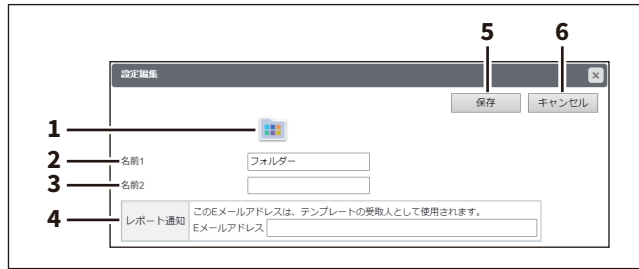 5
6
設定編集
保存
キャンセル
1
2
名前1
フォルダー
3
名前2
4
レポート通知
このEメールアドレスは、テンプレートの受取人として使用されます。
Eメールアドレス